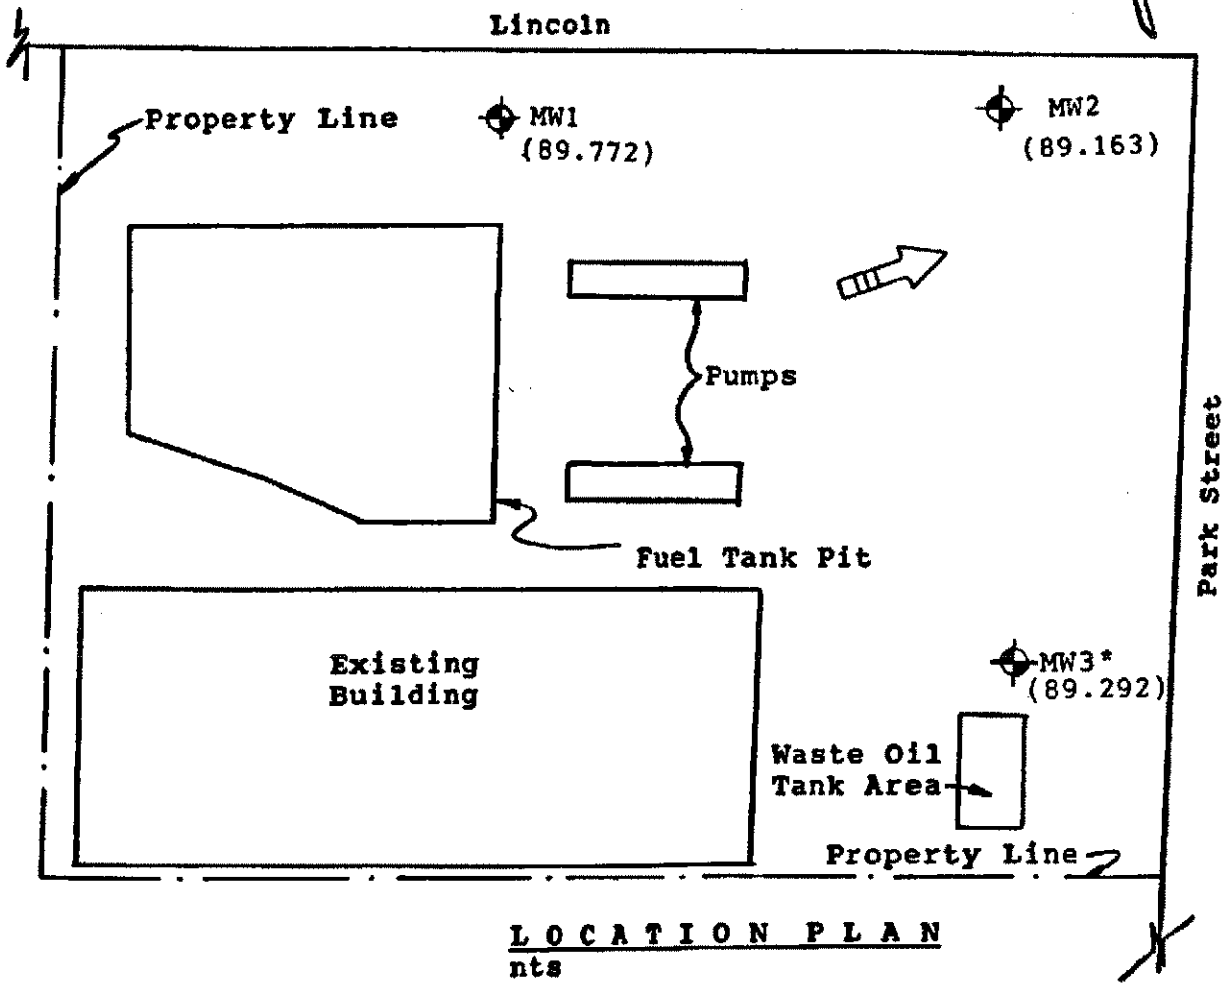 Lincoln
Property Line
MW1
(89.772)
MW2
(89.163)
Pumps
Park Street
Fuel Tank Pit
Existing
Building
MW3*
(89.292)
Waste Oil
Tank Area
Property Line
LOCATION PLAN
nts